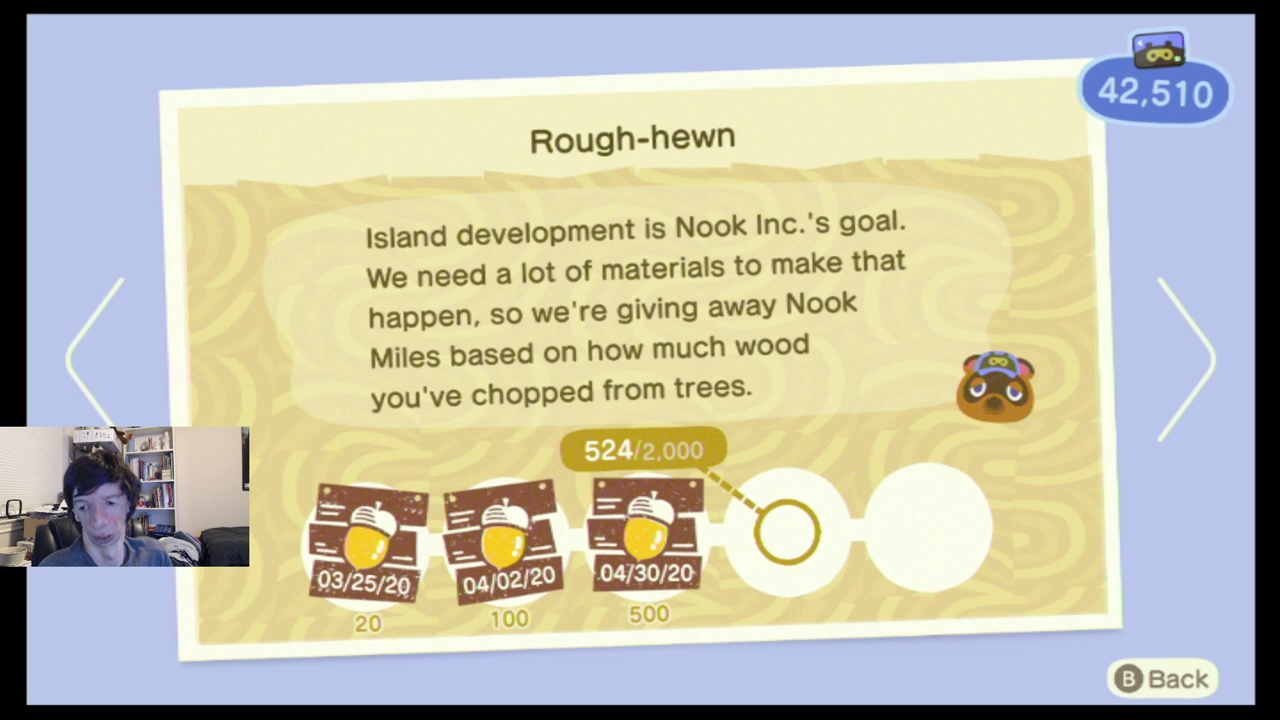 42,510
Rough-hewn
Island development is Nook Inc.'s goal.
We need a lot of materials to make that
happen, so we're giving away Nook
Miles based on how much wood
you've chopped from trees.
524/2,000
03/25/20
04/02/20
04/30/20
20
100
500
B Back